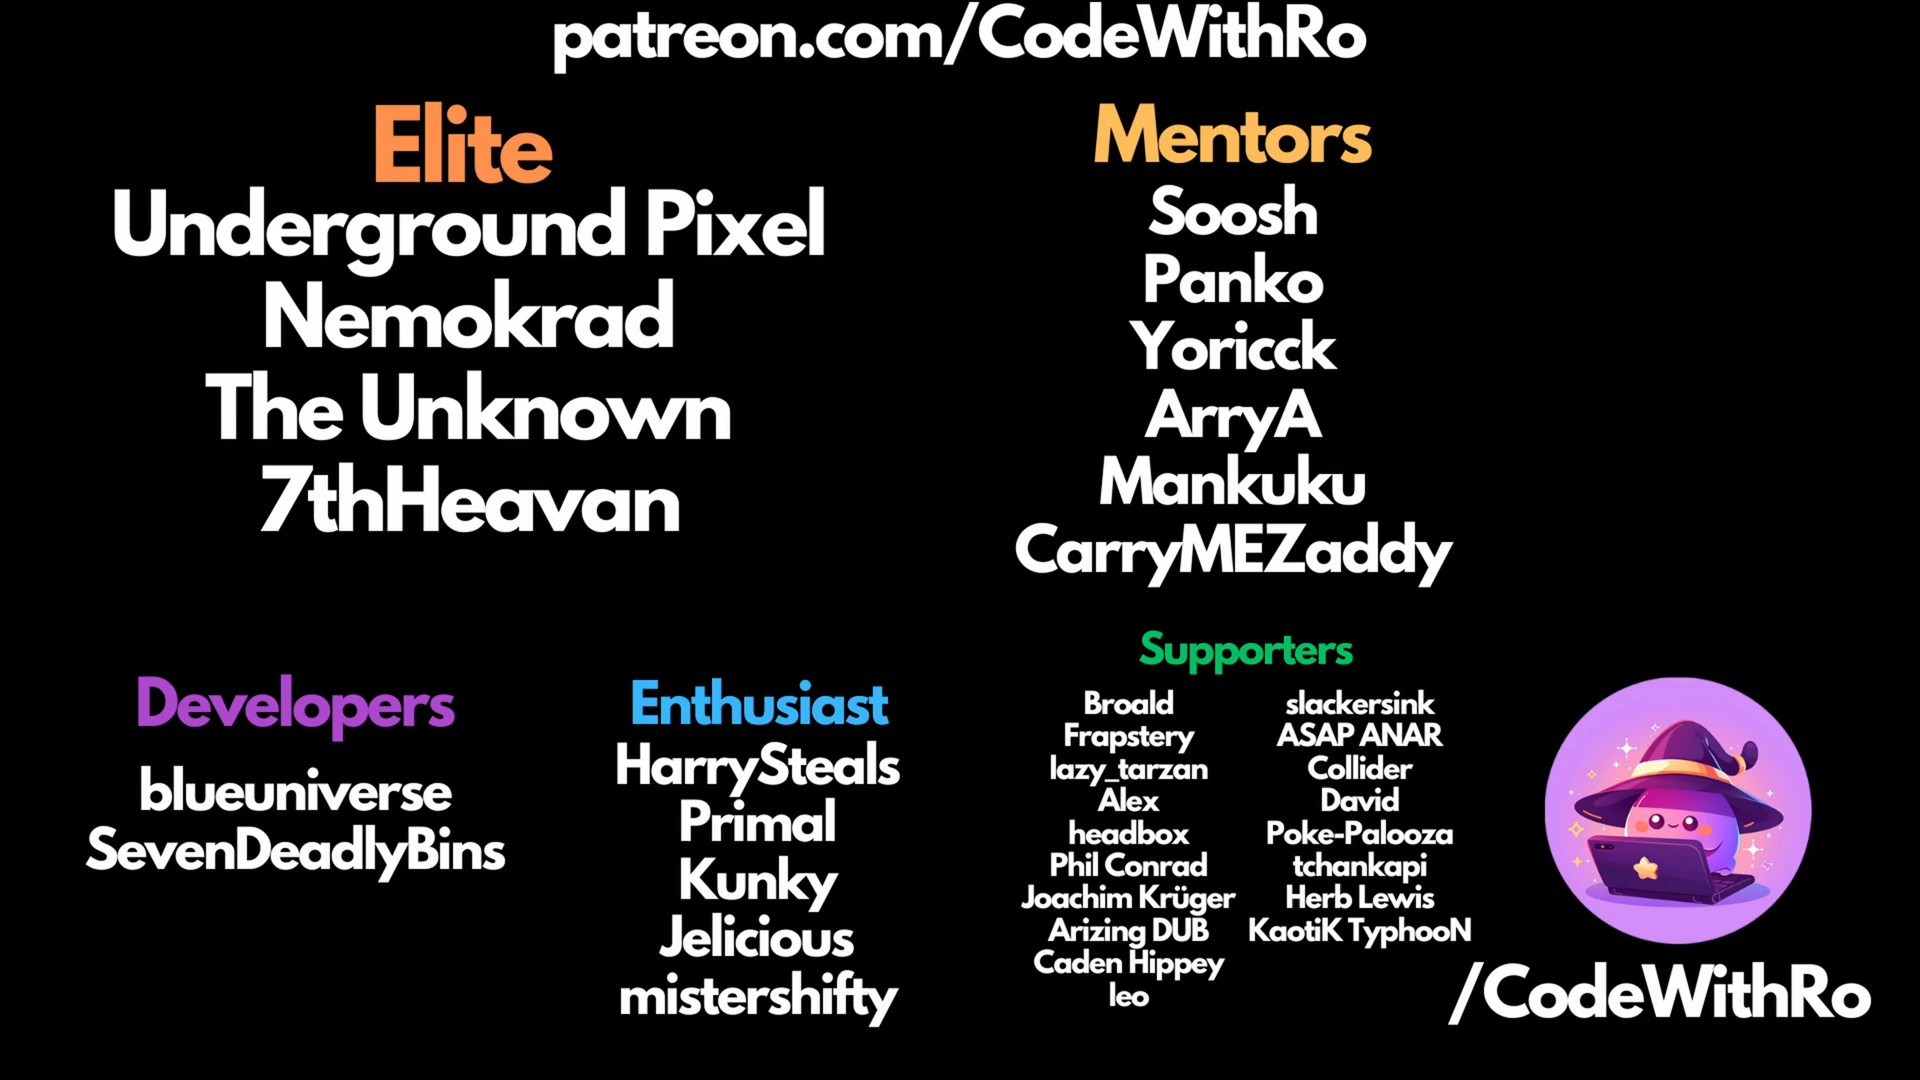 patreon.com/CodeWithRo
Elite
Underground Pixel
Nemokrad
The Unknown
7thHeavan
Mentors
Soosh
Panko
Yoricck
ArryA
Mankuku
CarryMEZaddy
Developers
blueuniverse
SevenDeadlyBins
Enthusiast
HarrySteals
Primal
Kunky
Jelicious
mistershifty
Supporters
Broald
Frapstery
lazy_tarzan
Alex
headbox
Phil Conrad
Joachim Krüger
Arizing DUB
Caden Hippey
leo
slackersink
ASAP ANAR
Collider
David
Poke-Palooza
tchankapi
Herb Lewis
KaotiK TyphooN
/CodeWithRo